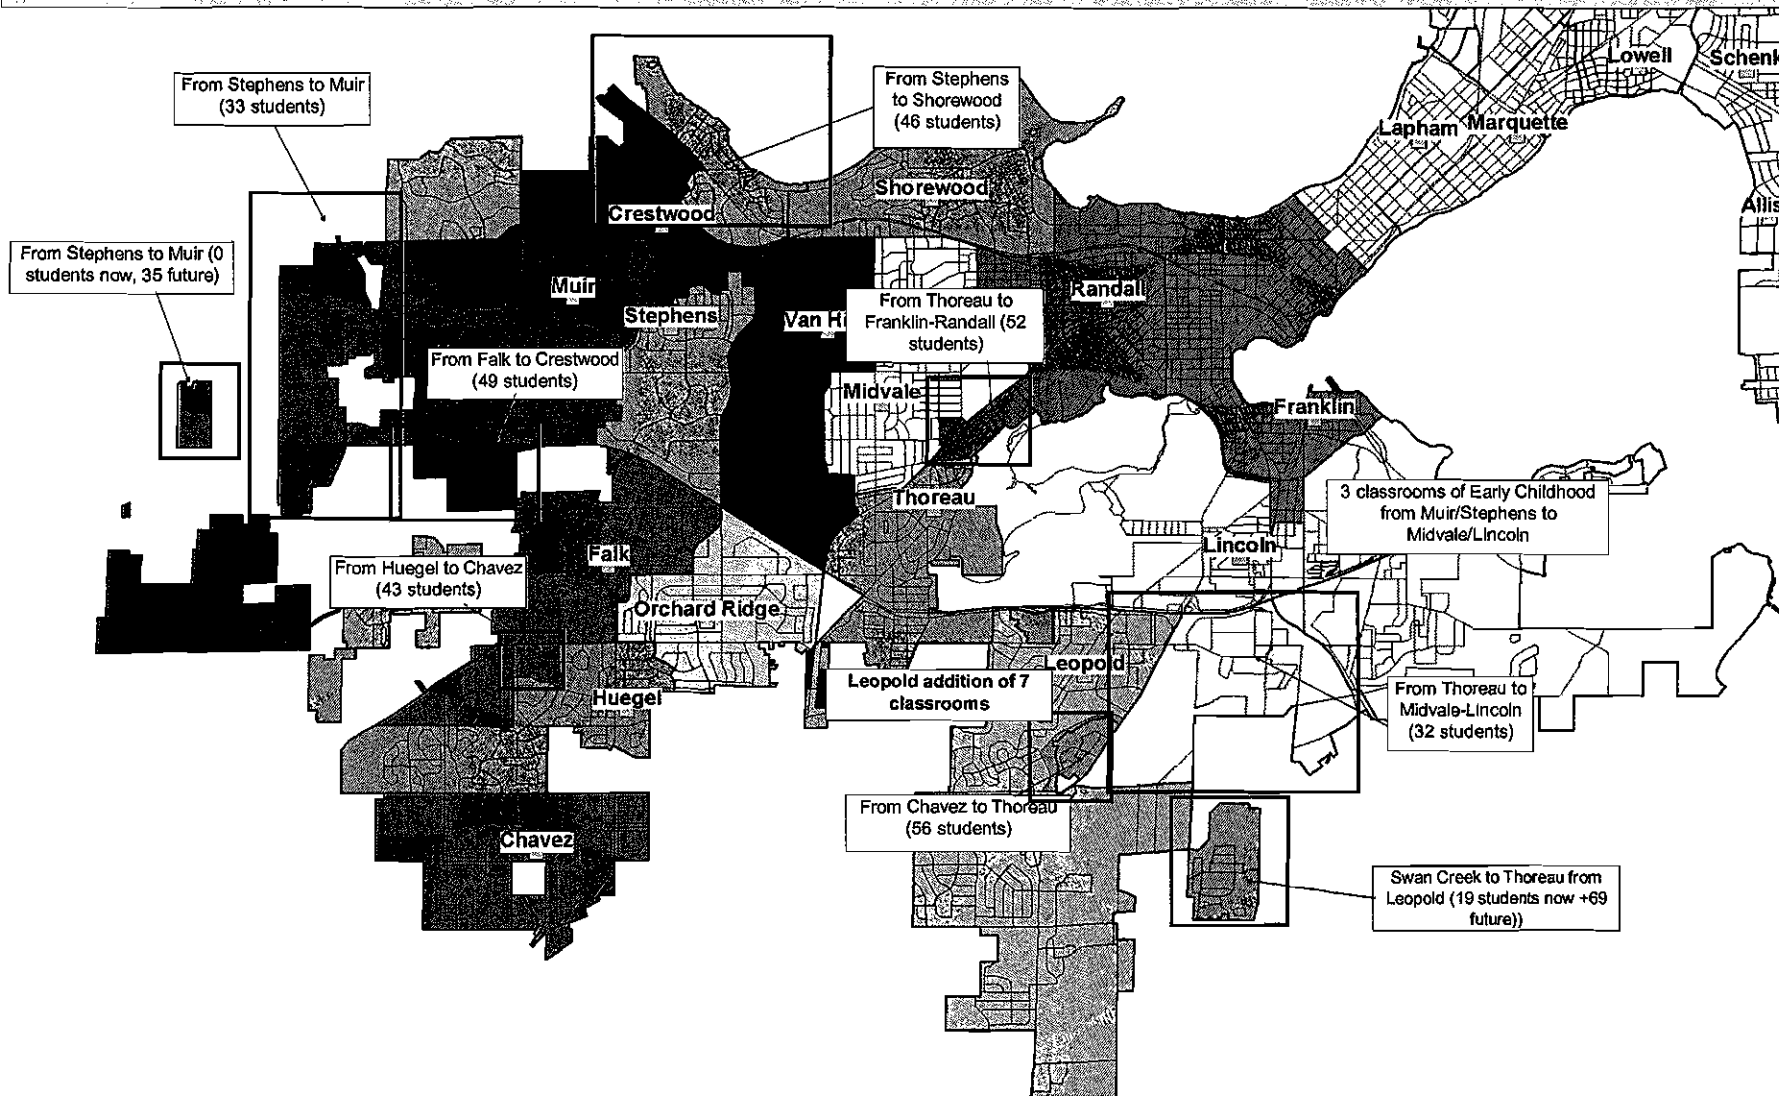 Lowell
Schenk
From Stephens to Muir
(33 students)
From Stephens
to Shorewood
(46 students)
Lapham
Marquette
Shorewood
Crestwood
Allis
From Stephens to Muir (0
students now, 35 future)
Muir
Stephens
Van Hi
Randall
From Thoreau to
Franklin-Randall (52
students)
From Falk to Crestwood
(49 students)
Midvale
Franklin
Thoreau
3 classrooms of Early Childhood
from Muir/Stephens to
Midvale/Lincoln
Lincoln
Falk
From Huegel to Chavez
(43 students)
Orchard Ridge
Leopold
Leopold addition of 7
classrooms
Huegel
From Thoreau to
Midvale-Lincoln
(32 students)
From Chavez to Thoreau
(56 students)
Chavez
Swan Creek to Thoreau from
Leopold (19 students now +69
future))